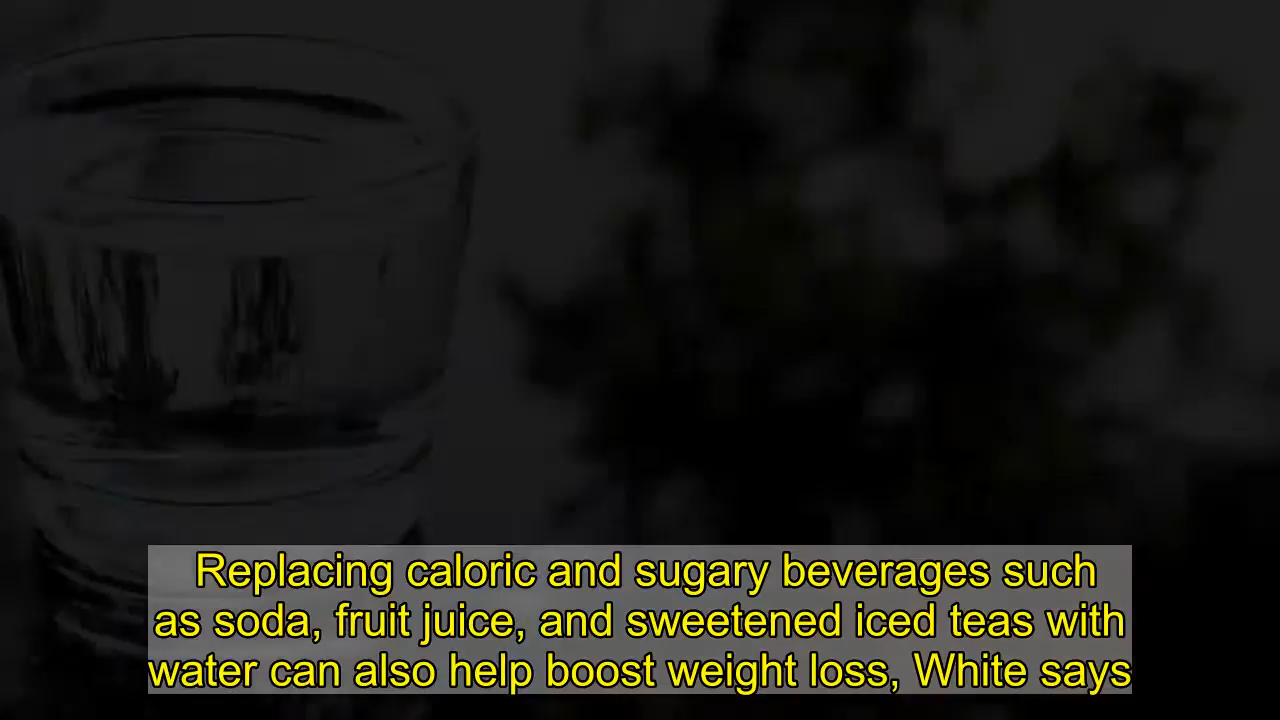 Replacing caloric and sugary beverages such
as soda, fruit juice, and sweetened iced teas with
water can also help boost weight loss, White says